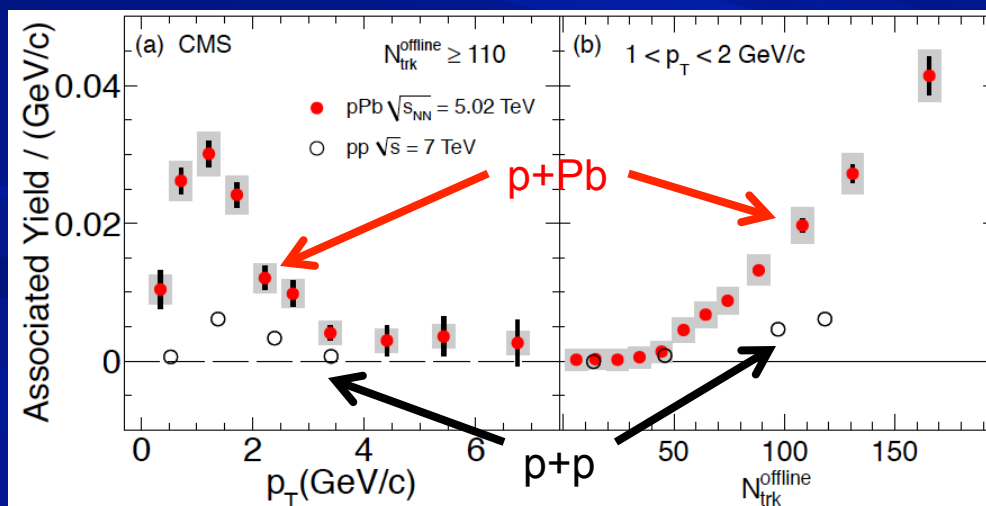 Associated Yield / (GeV/c)
0.04
0.02
0
(a) CMS
N_trk^offline ≥ 110
pPb √s_NN = 5.02 TeV
pp √s = 7 TeV
(b) 1 < p_T < 2 GeV/c
p+Pb
0 2 4 6
p_T(GeV/c)
p+p
50 100 150
N_trk^offline